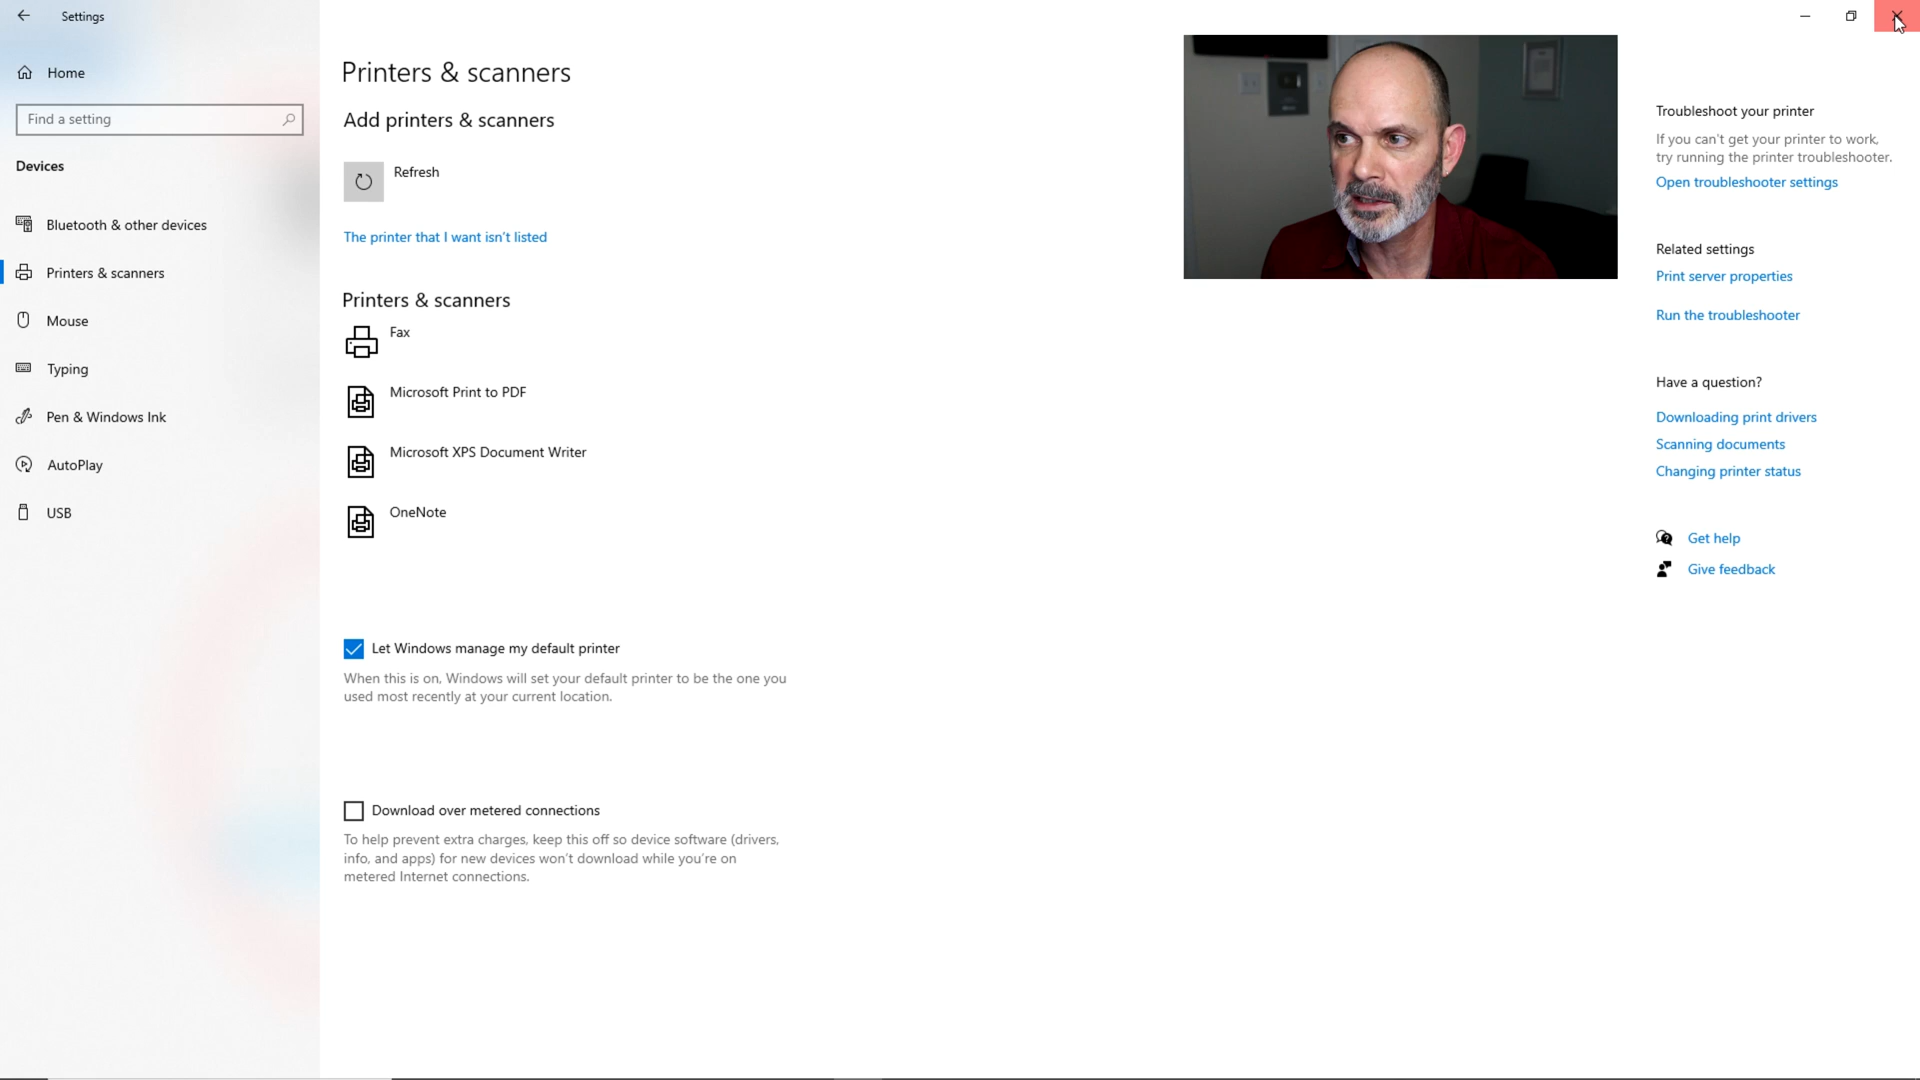 Settings
Home
Find a setting
Devices
Bluetooth & other devices
Printers & scanners
Mouse
Typing
Pen & Windows Ink
AutoPlay
USB
Printers & scanners
Add printers & scanners
Refresh
The printer that I want isn't listed
Printers & scanners
Fax
Microsoft Print to PDF
Microsoft XPS Document Writer
OneNote
Let Windows manage my default printer
When this is on, Windows will set your default printer to be the one you
used most recently at your current location.
Download over metered connections
To help prevent extra charges, keep this off so device software (drivers,
info, and apps) for new devices won't download while you're on
metered Internet connections.
Troubleshoot your printer
If you can't get your printer to work,
try running the printer troubleshooter.
Open troubleshooter settings
Related settings
Print server properties
Run the troubleshooter
Have a question?
Downloading print drivers
Scanning documents
Changing printer status
Get help
Give feedback